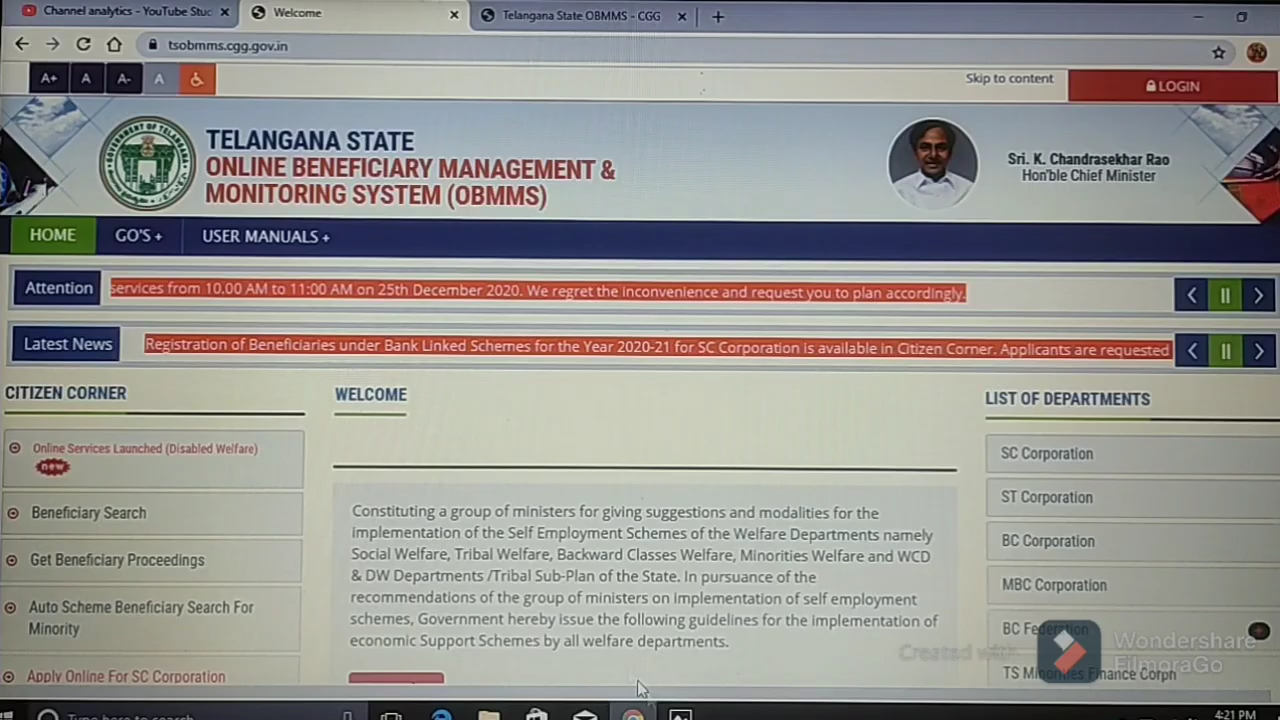 Channel analytics - YouTube Stuc
Welcome
Telangana State OBMMS - CGG
tsobmms.cgg.gov.in
A+ A A- A
Skip to content
LOGIN
TELANGANA STATE
ONLINE BENEFICIARY MANAGEMENT &
MONITORING SYSTEM (OBMMS)
Sri. K. Chandrasekhar Rao
Hon'ble Chief Minister
HOME GO'S + USER MANUALS +
Attention
services from 10.00 AM to 11:00 AM on 25th December 2020. We regret the inconvenience and request you to plan accordingly.
Latest News
Registration of Beneficiaries under Bank Linked Schemes for the Year 2020-21 for SC Corporation is available in Citizen Corner. Applicants are requested
CITIZEN CORNER
Online Services Launched (Disabled Welfare)
new
Beneficiary Search
Get Beneficiary Proceedings
Auto Scheme Beneficiary Search For
Minority
Apply Online For SC Corporation
WELCOME
Constituting a group of ministers for giving suggestions and modalities for the
implementation of the Self Employment Schemes of the Welfare Departments namely
Social Welfare, Tribal Welfare, Backward Classes Welfare, Minorities Welfare and WCD
& DW Departments /Tribal Sub-Plan of the State. In pursuance of the
recommendations of the group of ministers on Implementation of self employment
schemes, Government hereby issue the following guidelines for the implementation of
economic Support Schemes by all welfare departments.
LIST OF DEPARTMENTS
SC Corporation
ST Corporation
BC Corporation
MBC Corporation
BC Federation
TS Minorities Finance Corpn
Created with
Wondershare
FilmoraGo
Type here to search
4:21 PM